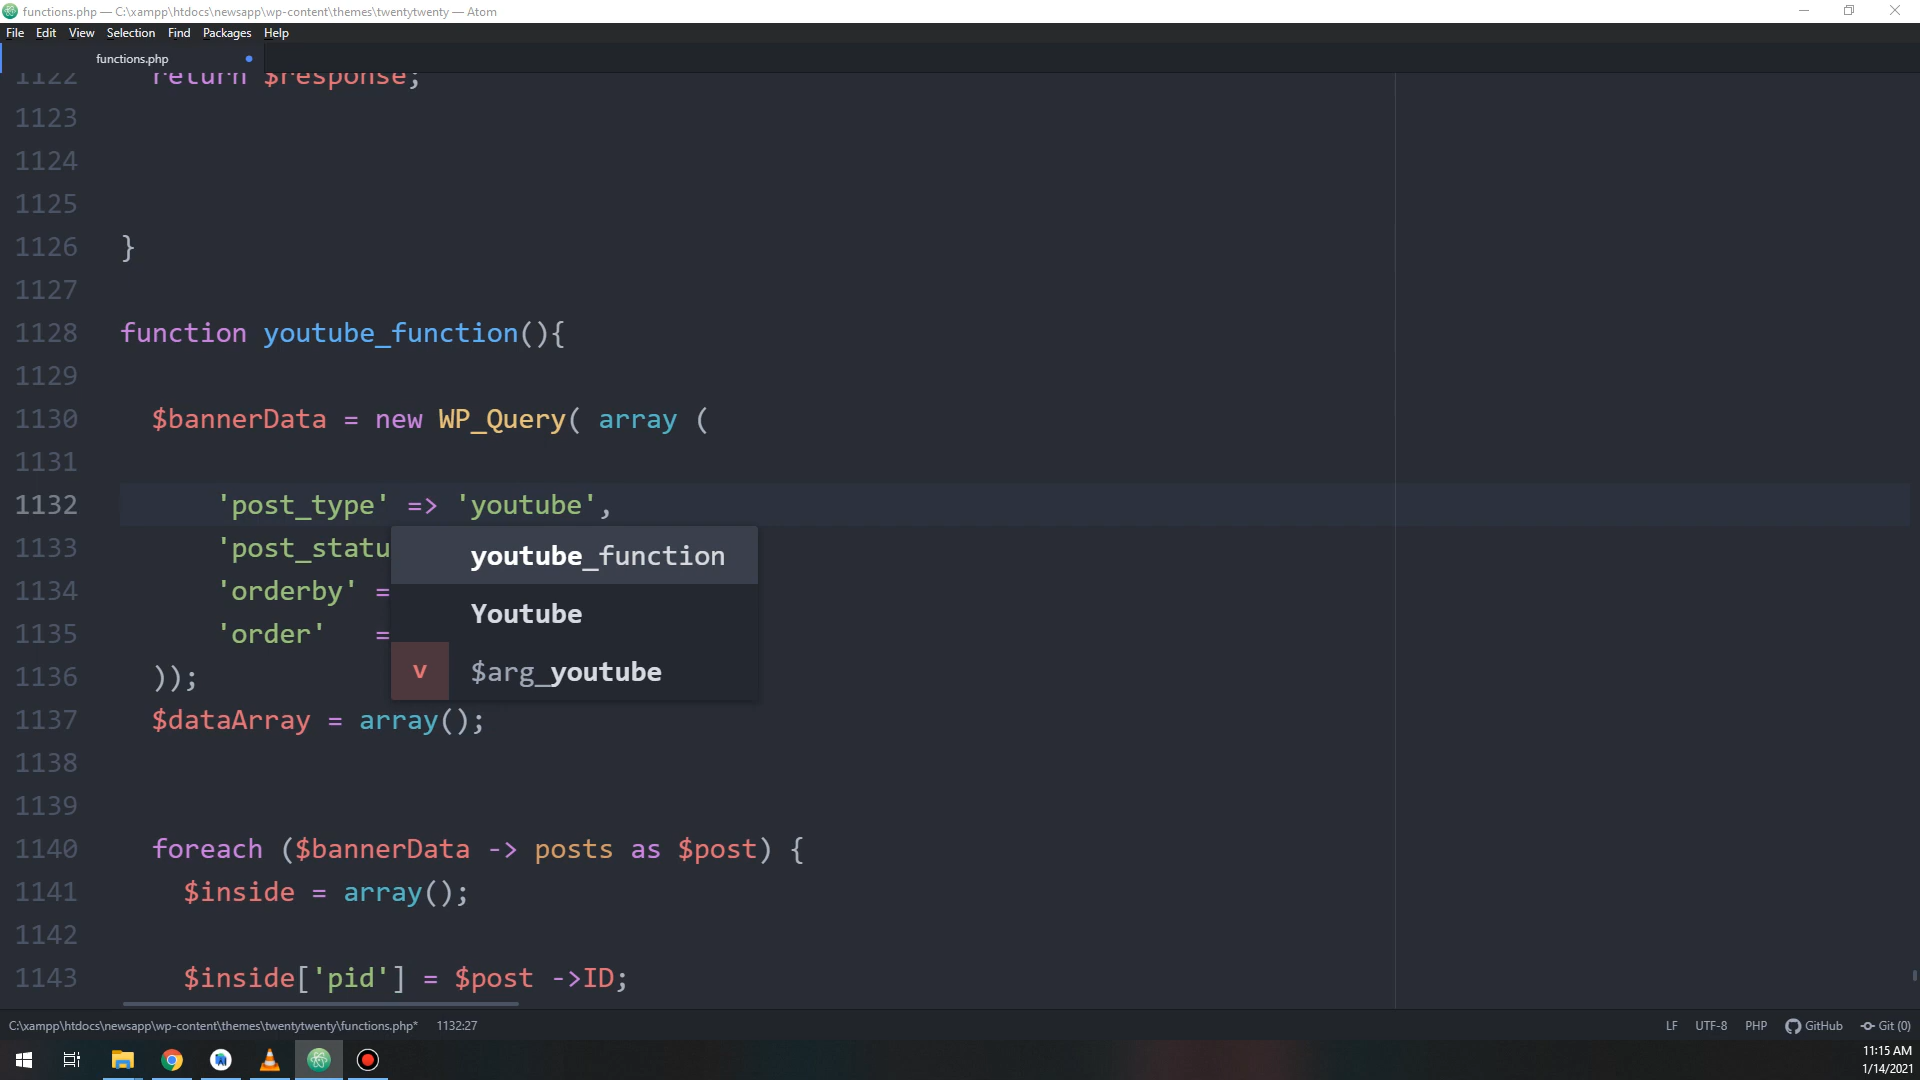 functions.php — C:\xampp\htdocs\newsapp\wp-content\themes\twentytwenty — Atom
File Edit View Selection Find Packages Help
functions.php
1122 return $response;
1123
1124
1125
1126 }
1127
1128 function youtube_function(){
1129
1130 $bannerData = new WP_Query( array (
1131
1132 'post_type' => 'youtube',
1133 'post_statu
youtube_function
1134 'orderby' =
Youtube
1135 'order' =
v $arg_youtube
1136 ));
1137 $dataArray = array();
1138
1139
1140 foreach ($bannerData -> posts as $post) {
1141 $inside = array();
1142
1143 $inside['pid'] = $post ->ID;
C:\xampp\htdocs\newsapp\wp-content\themes\twentytwenty\functions.php* 1132:27 LF UTF-8 PHP GitHub Git (0)
11:15 AM
1/14/2021